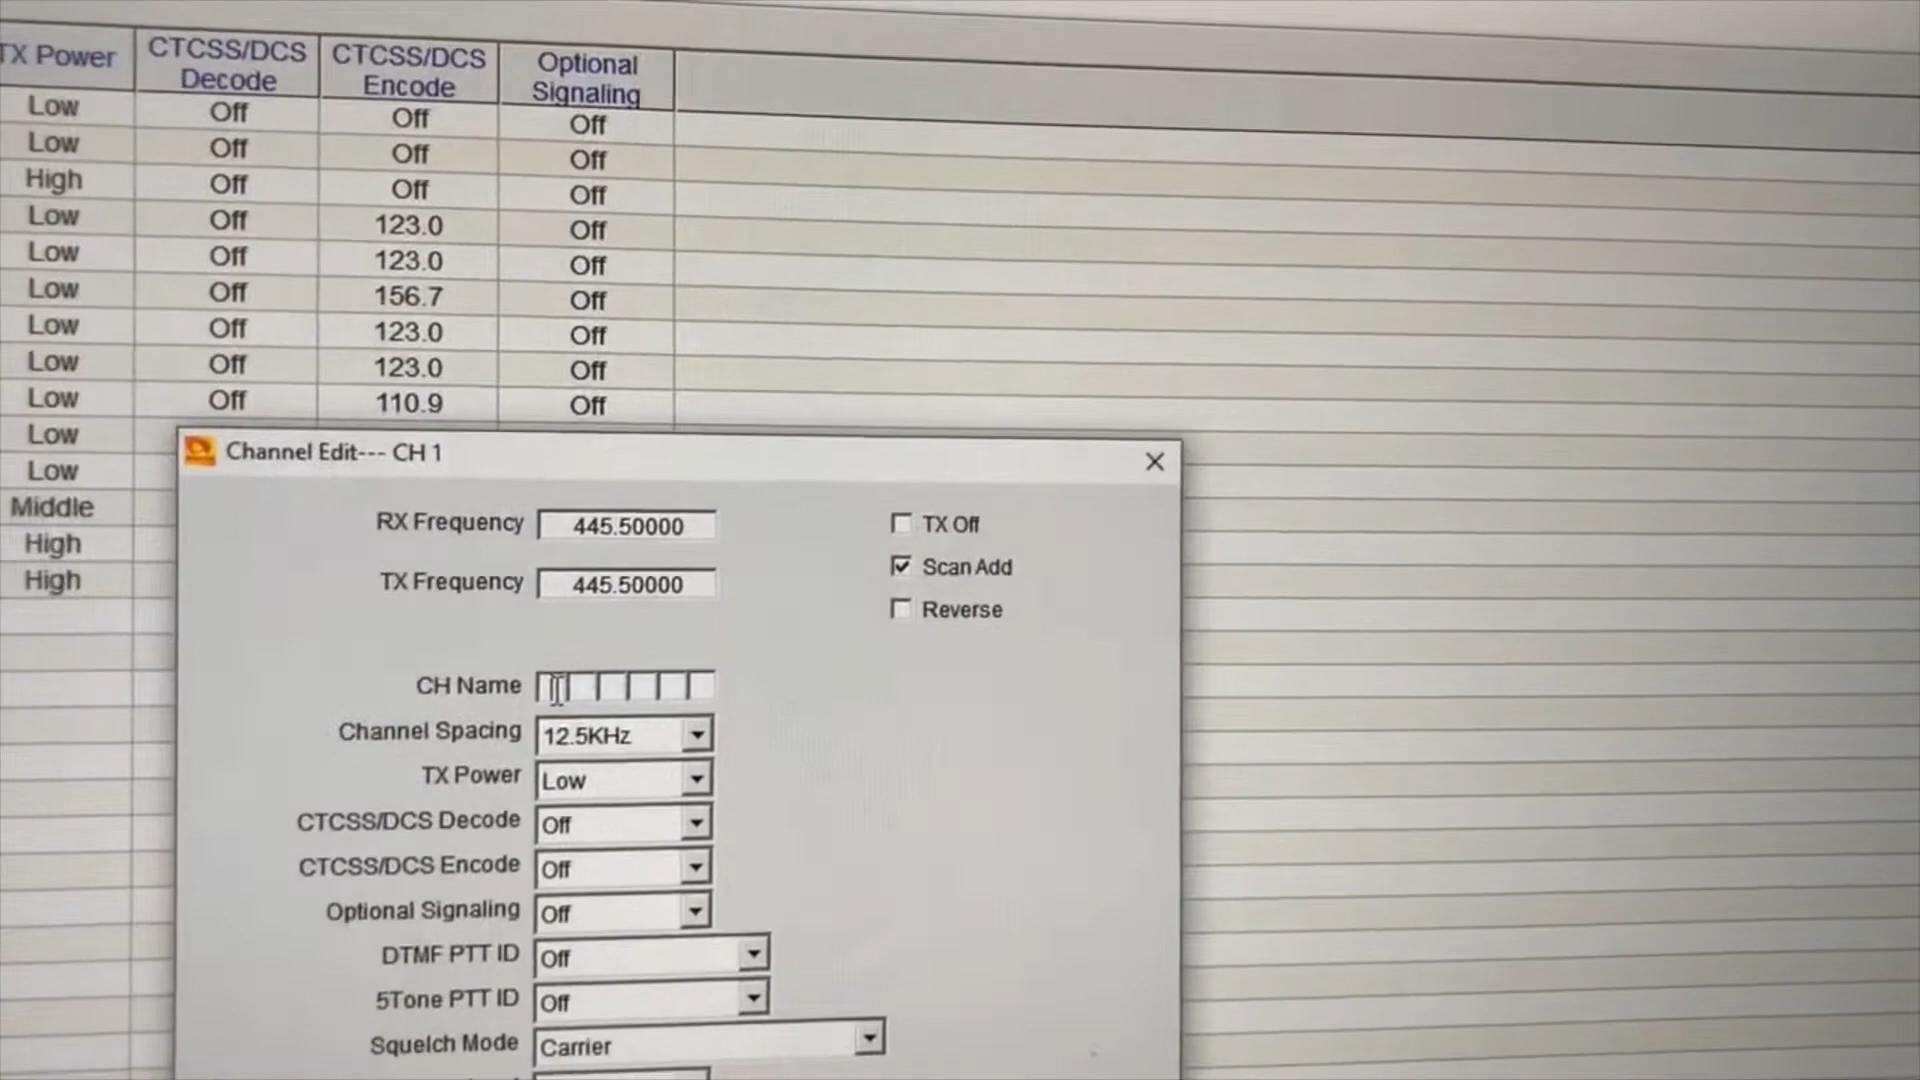 TX Power CTCSS/DCS Decode CTCSS/DCS Encode Optional Signaling
Low Off Off Off
Low Off Off Off
High Off Off Off
Low Off 123.0 Off
Low Off 123.0 Off
Low Off 156.7 Off
Low Off 123.0 Off
Low Off 123.0 Off
Low Off 110.9 Off
Low
Low
Middle
High
High
Channel Edit--- CH 1
RX Frequency 445.50000 TX Off
TX Frequency 445.50000 Scan Add
Reverse
CH Name
Channel Spacing 12.5KHz
TX Power Low
CTCSS/DCS Decode Off
CTCSS/DCS Encode Off
Optional Signaling Off
DTMF PTT ID Off
5Tone PTT ID Off
Squelch Mode Carrier